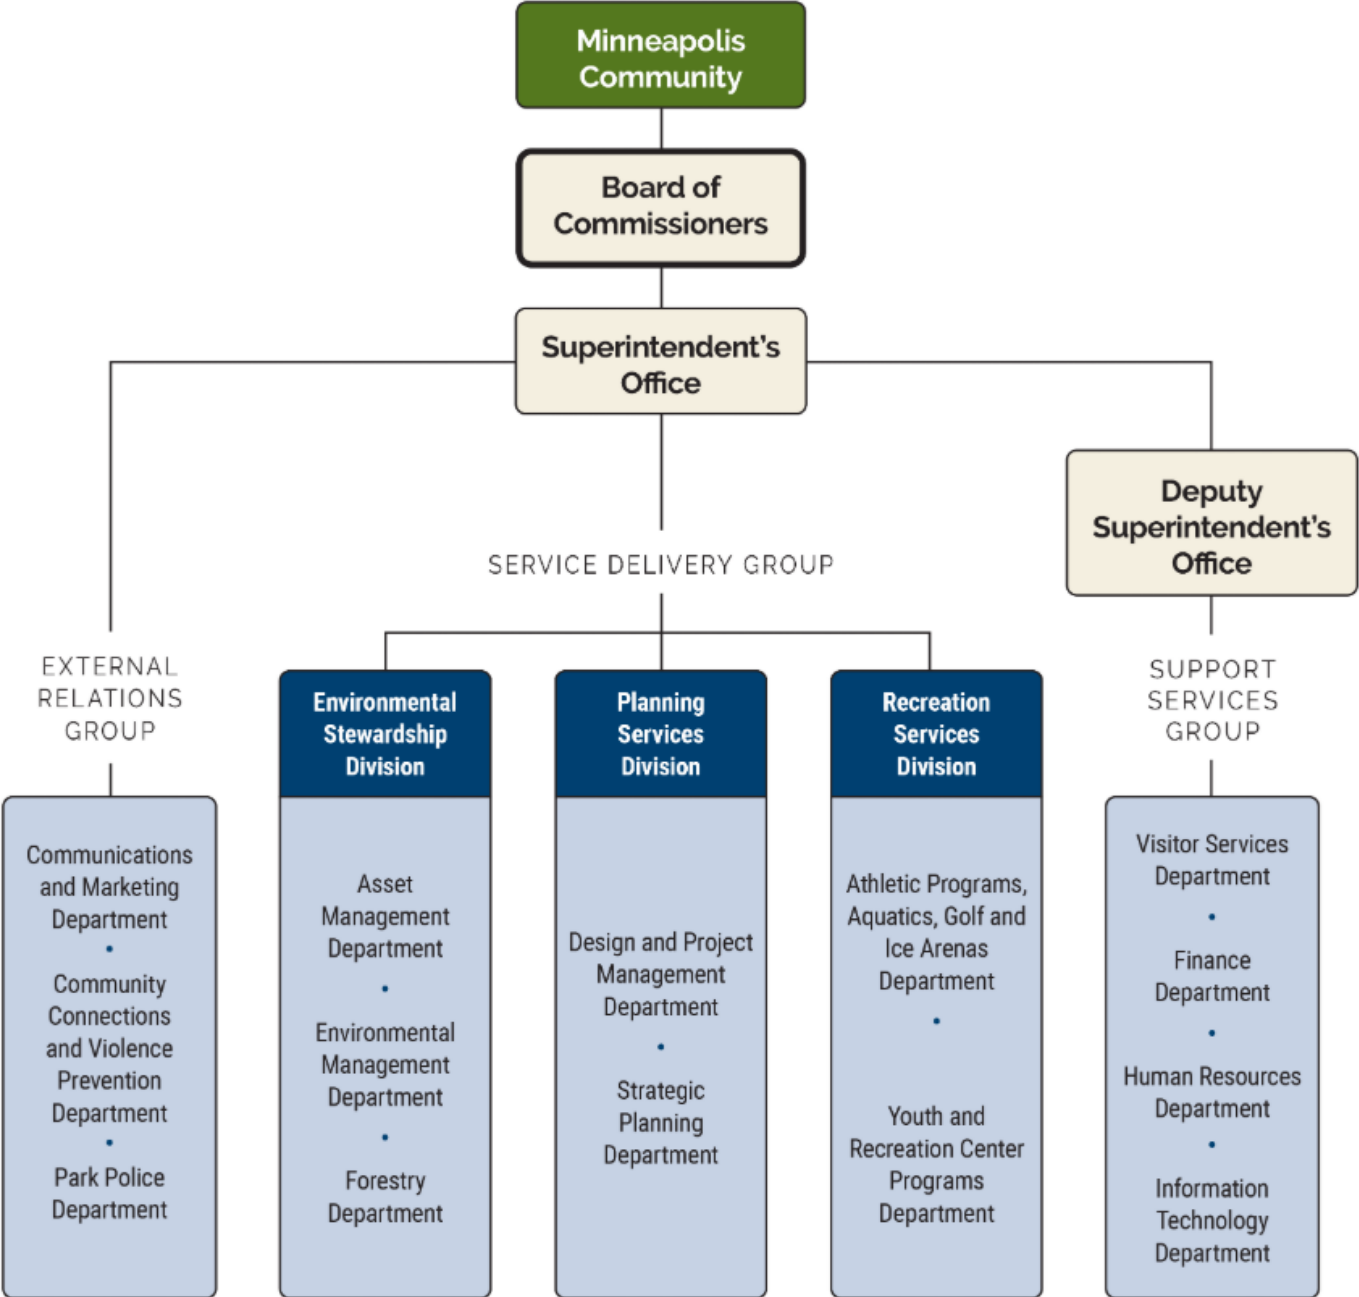 Minneapolis
Community
Board of
Commissioners
Superintendent’s
Office
Deputy
Superintendent’s
Office
SERVICE DELIVERY GROUP
EXTERNAL
RELATIONS
GROUP
Communications
and Marketing
Department
•
Community
Connections
and Violence
Prevention
Department
•
Park Police
Department
Environmental
Stewardship
Division
Asset
Management
Department
•
Environmental
Management
Department
•
Forestry
Department
Planning
Services
Division
Design and Project
Management
Department
•
Strategic
Planning
Department
Recreation
Services
Division
Athletic Programs,
Aquatics, Golf and
Ice Arenas
Department
•
Youth and
Recreation Center
Programs
Department
SUPPORT
SERVICES
GROUP
Visitor Services
Department
•
Finance
Department
•
Human Resources
Department
•
Information
Technology
Department